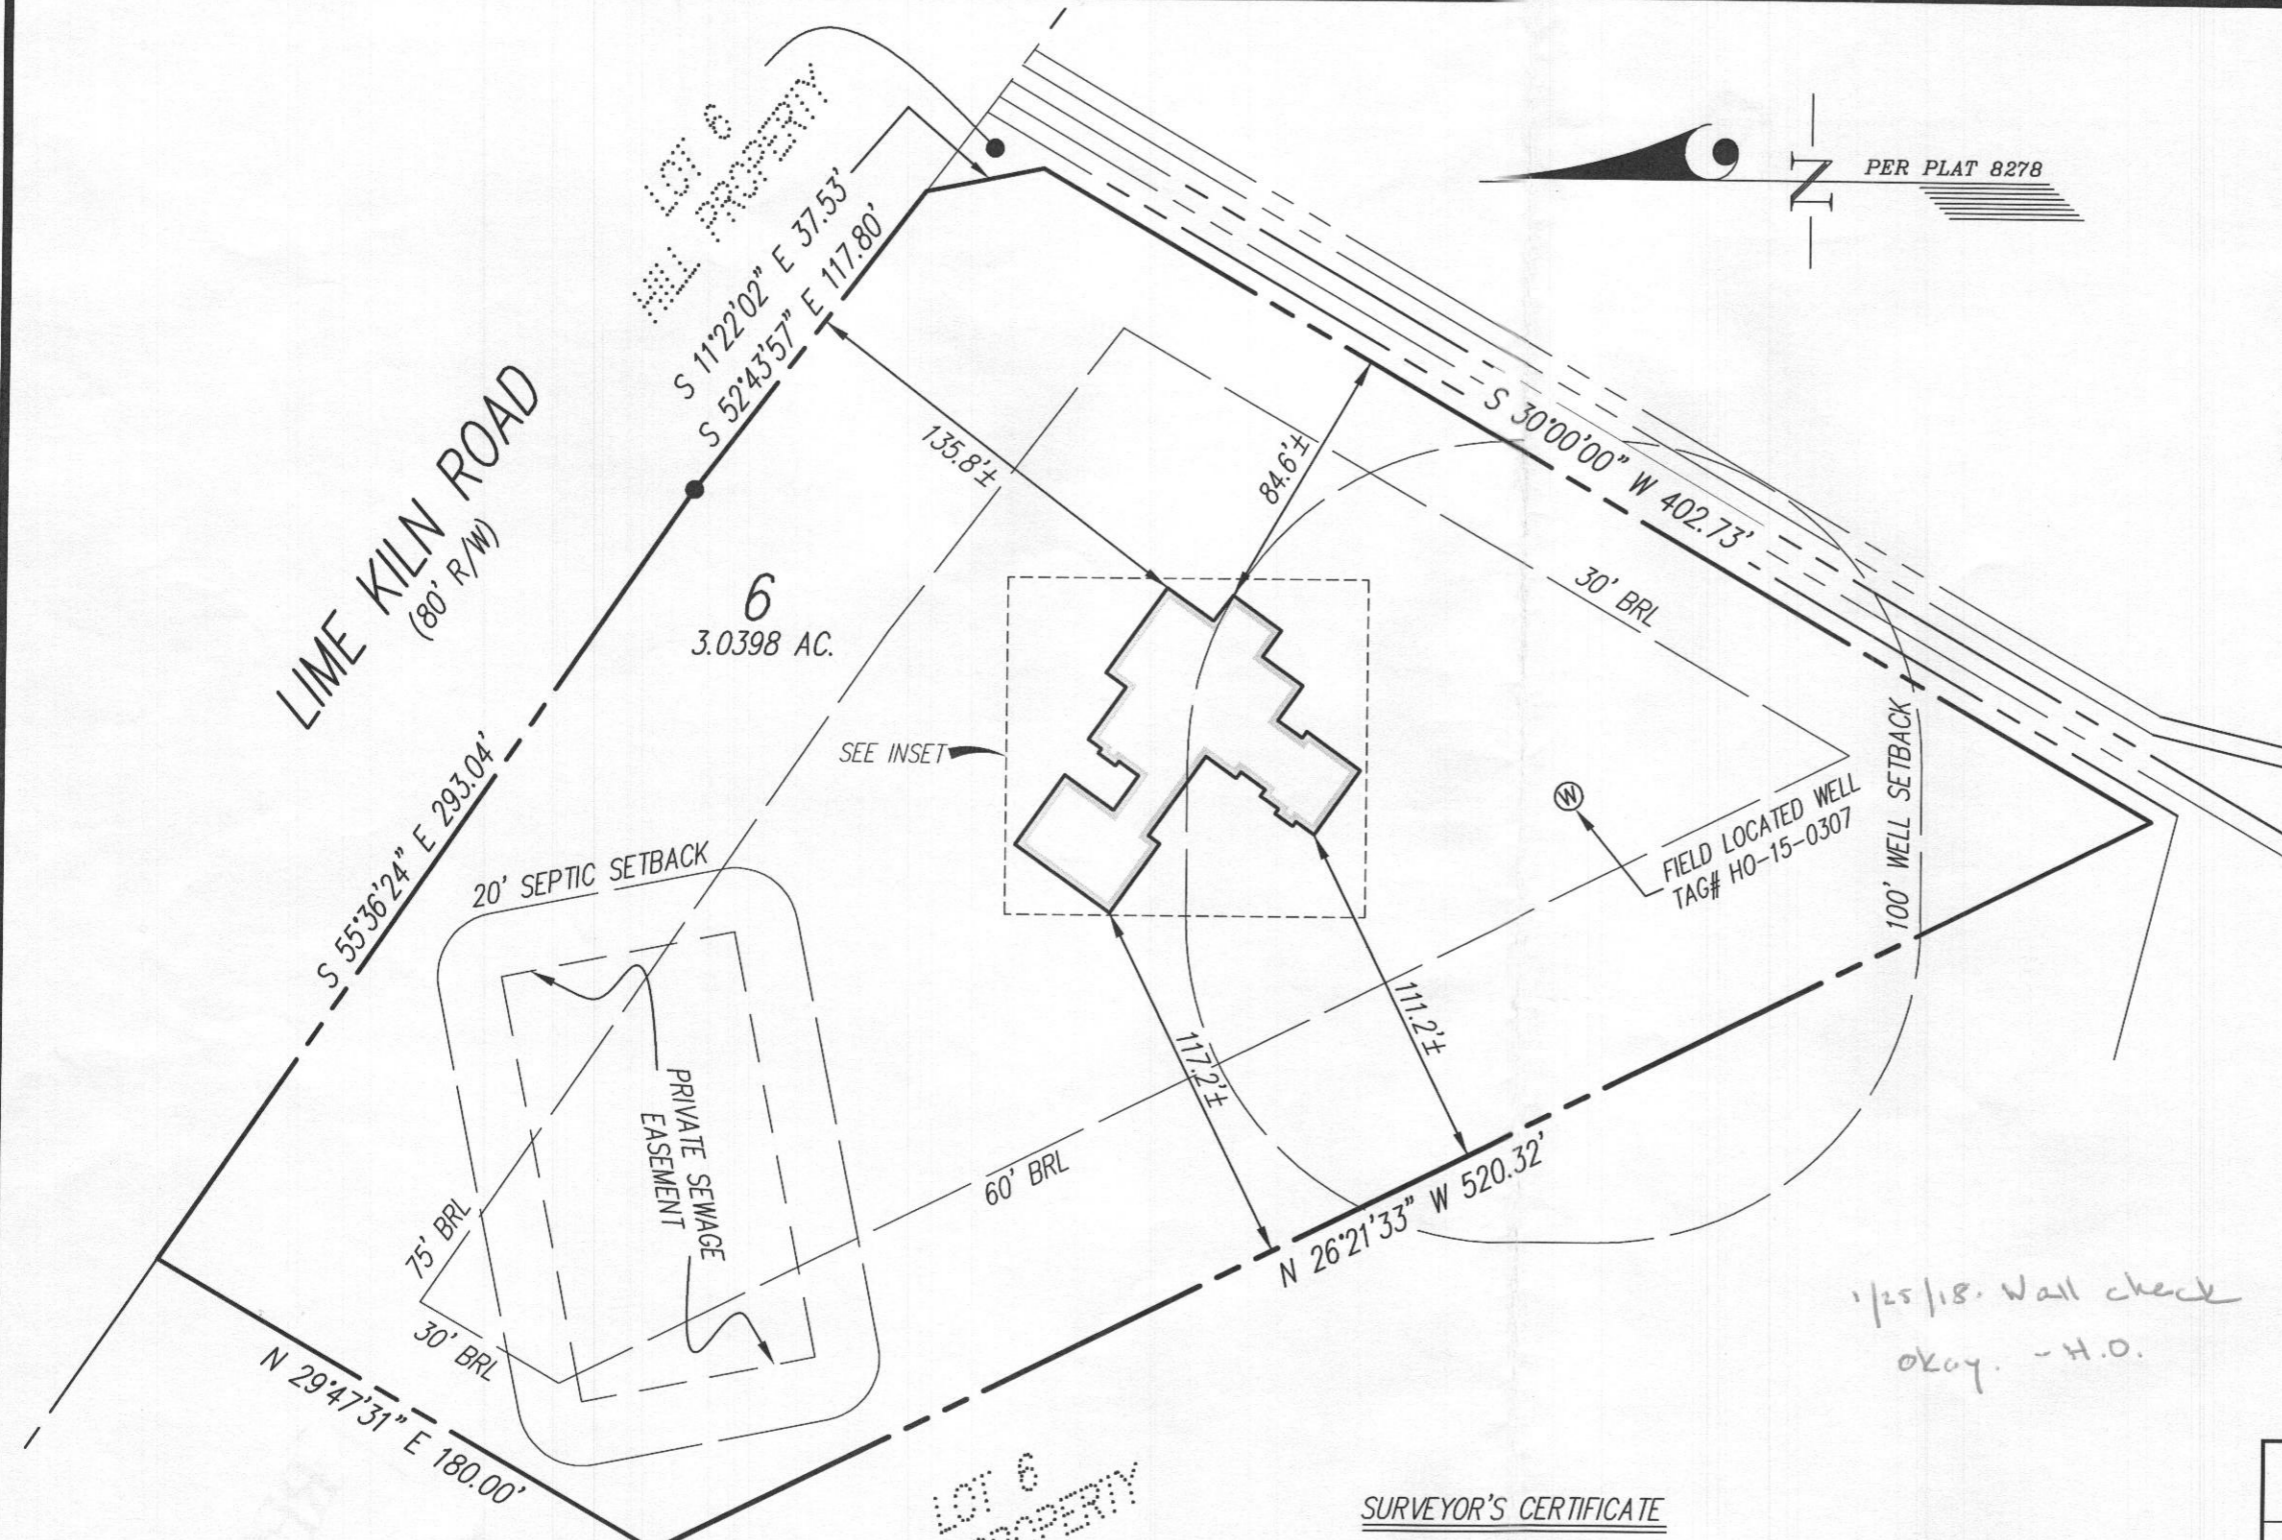 LOT 6
HILL PROPERTY
PER PLAT 8278
N
S 11°22'02" E 37.53'
S 52°43'57" E 117.80'
LIME KILN ROAD
(80' R/W)
135.8'±
84.6'±
S 30°00'00" W 402.73'
30' BRL
6
3.0398 AC.
SEE INSET
S 55°36'24" E 293.04'
20' SEPTIC SETBACK
W
FIELD LOCATED WELL
TAG# HO-15-0307
100' WELL SETBACK
111.2'±
117.2'±
PRIVATE SEWAGE
EASEMENT
60' BRL
75' BRL
30' BRL
N 26°21'33" W 520.32'
N 29°47'31" E 180.00'
1/25/18. Wall check
okay. - H.O.
LOT 6
PROPERTY
SURVEYOR'S CERTIFICATE